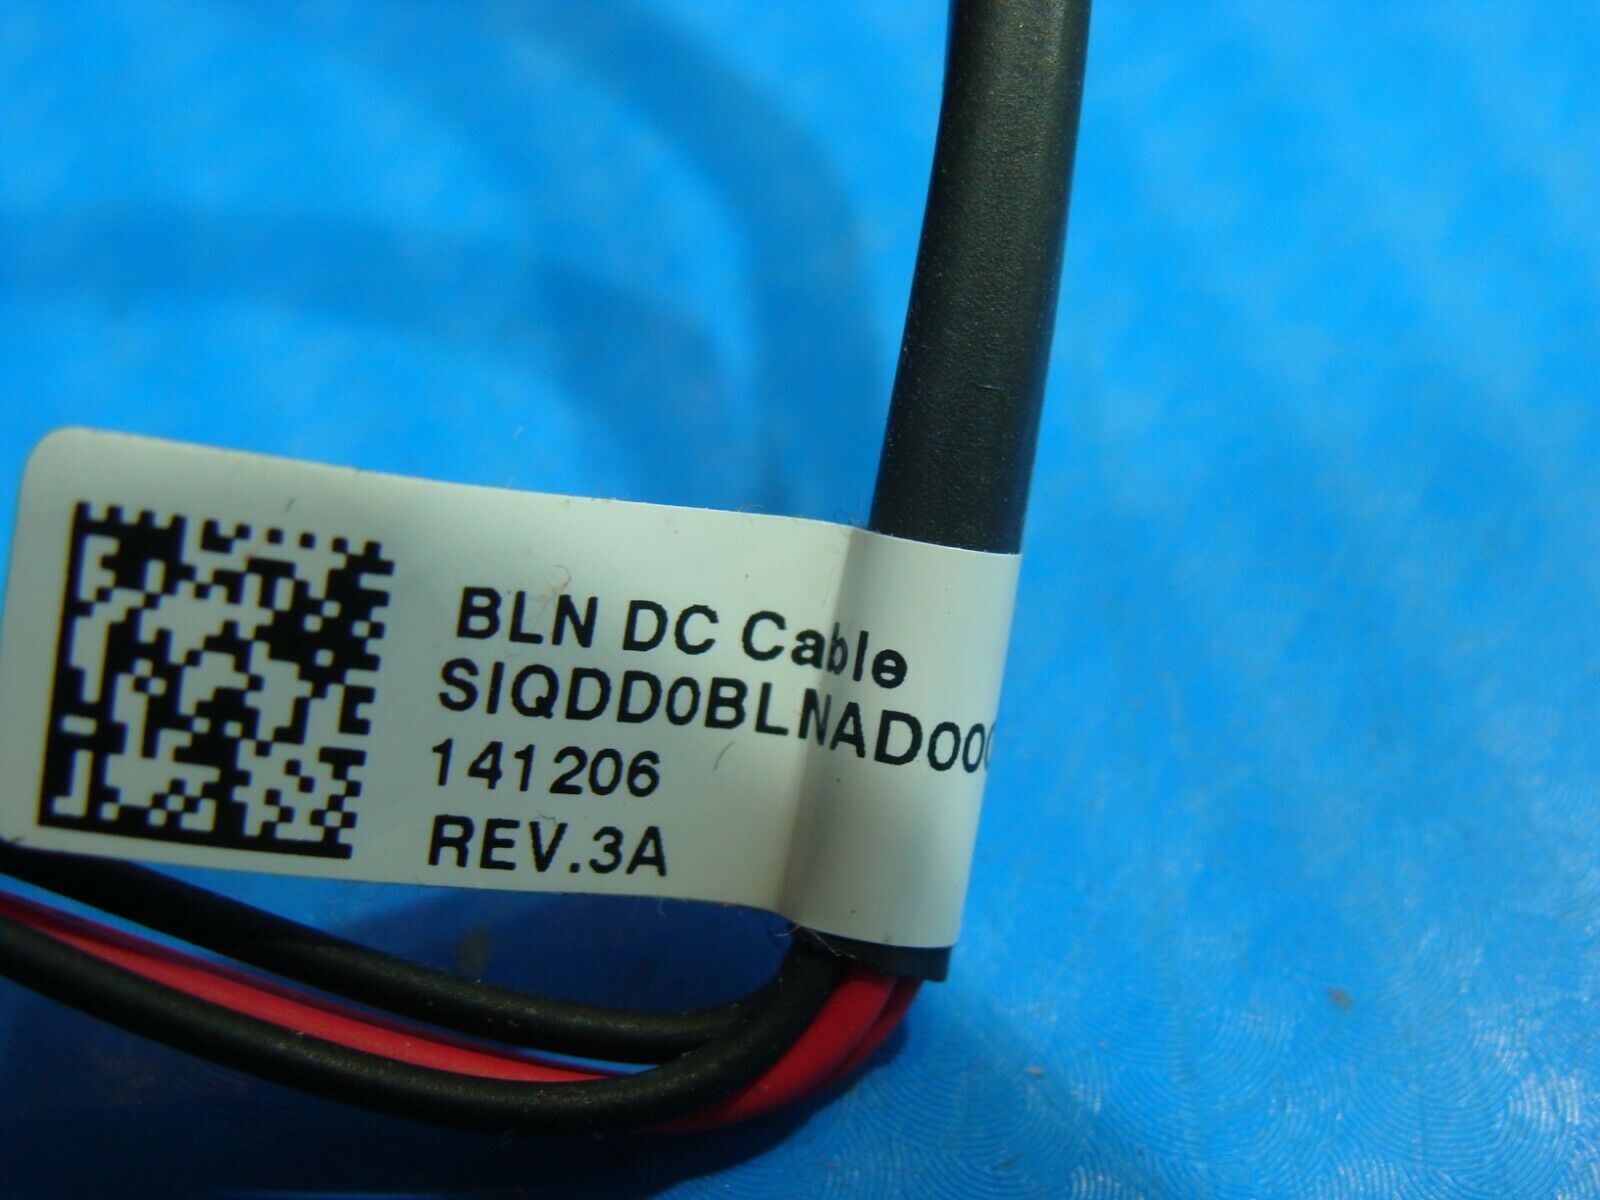 BLN DC Cable
SIQDD0BLNAD00
141206
REV.3A